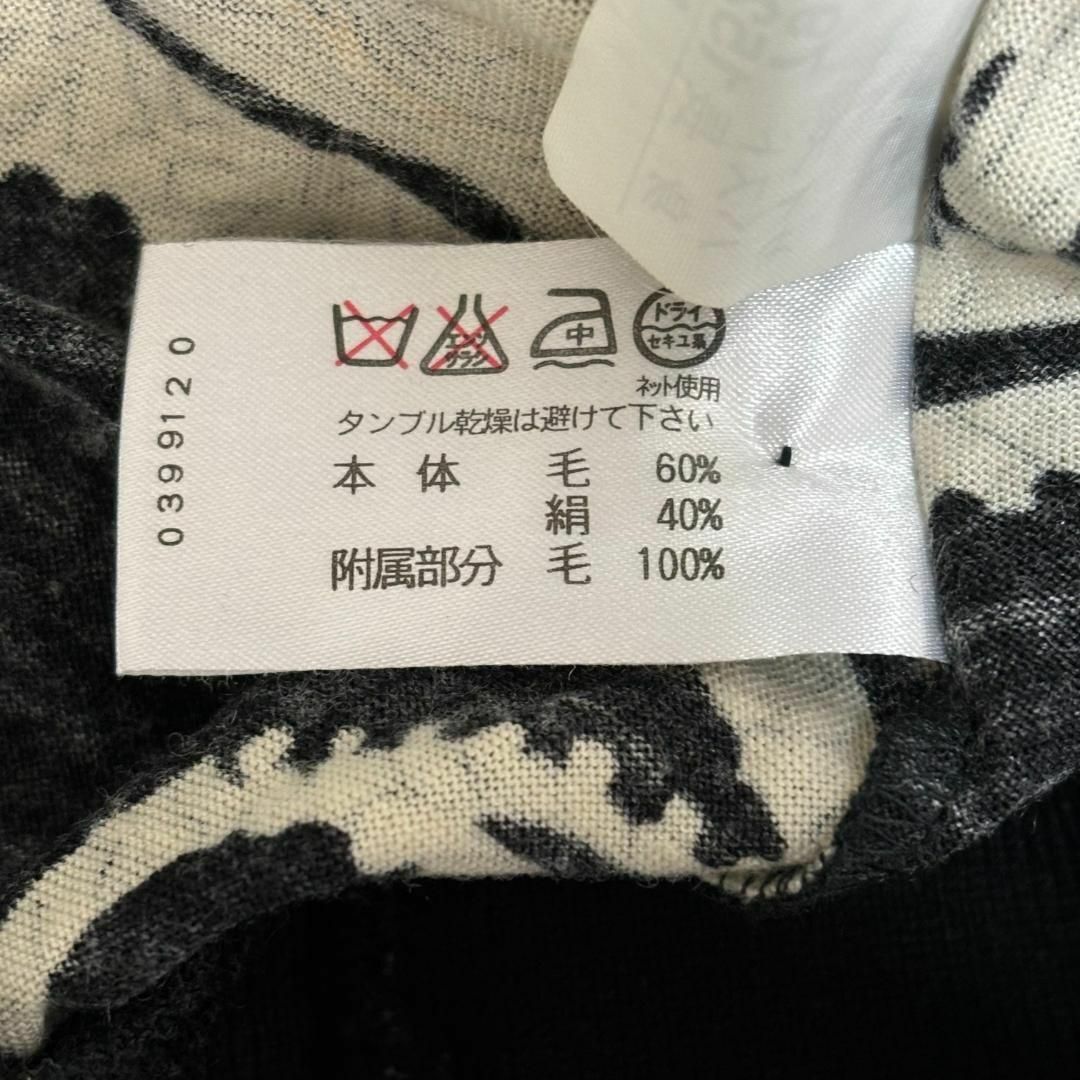 エンソ
サラシ
中
ドライ
セキユ系
ネット使用
タンブル乾燥は避けて下さい
本体 毛 60%
絹 40%
附属部分 毛 100%
0399120